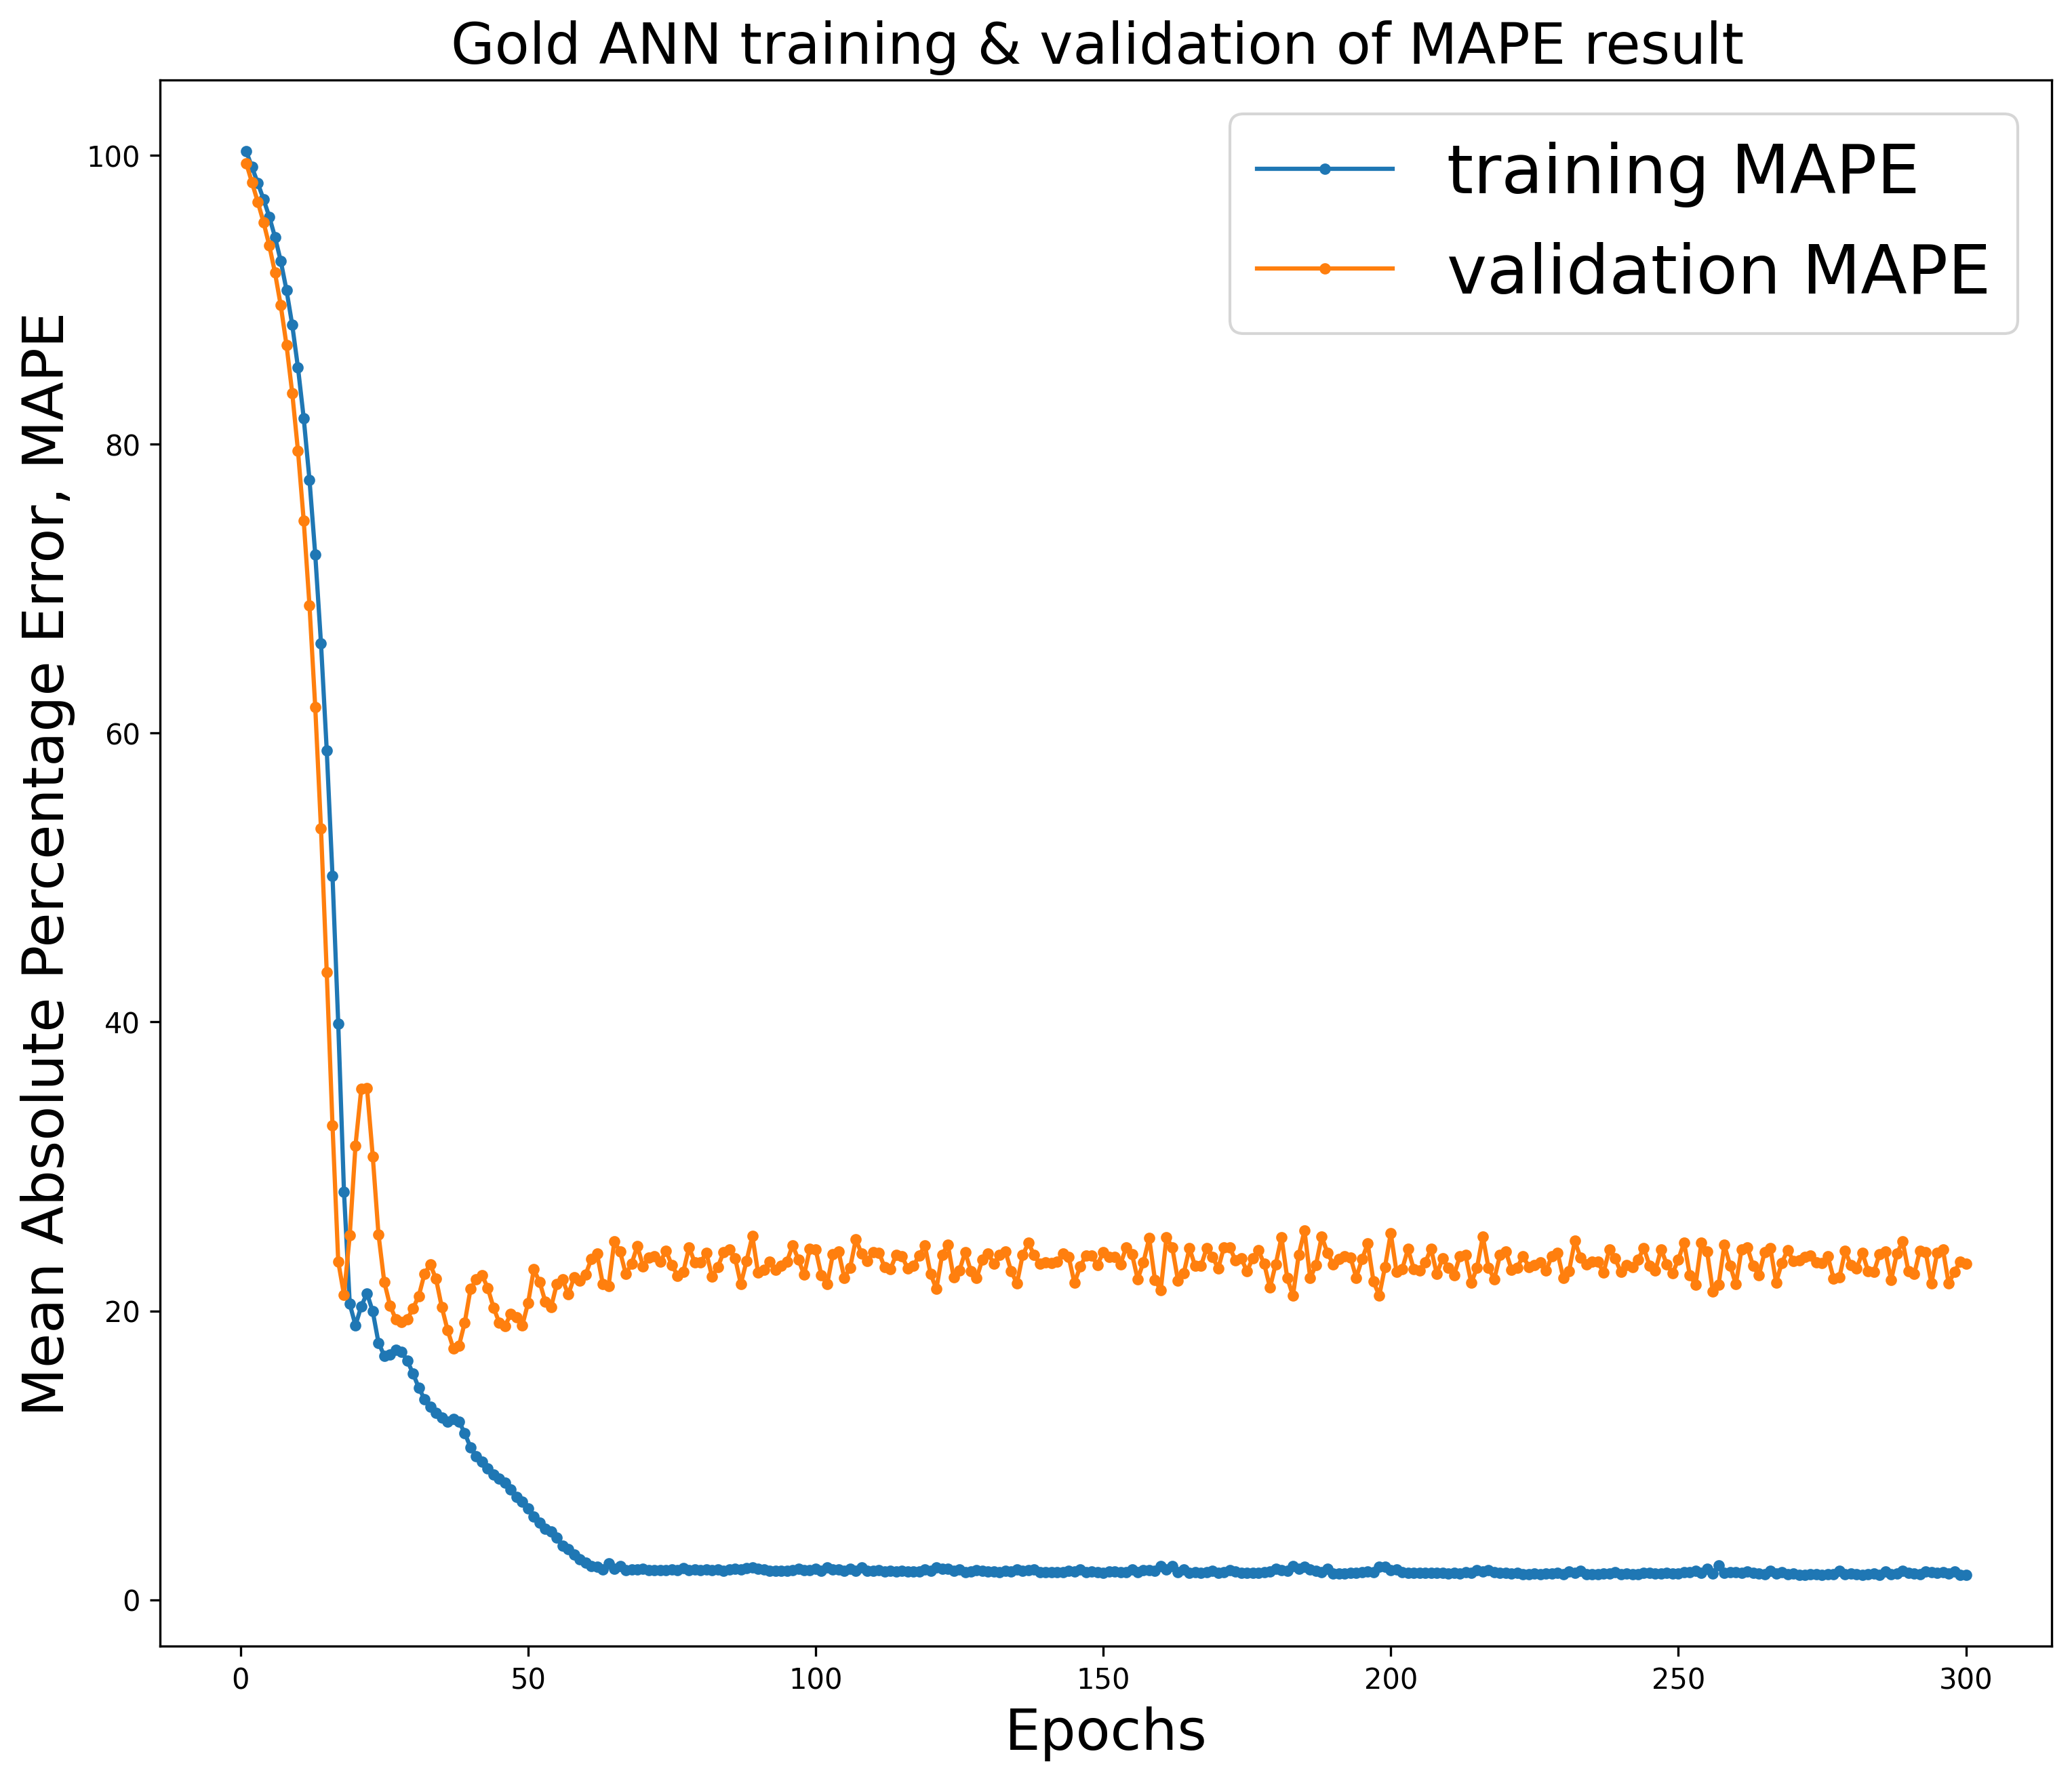 Gold ANN training & validation of MAPE result
training MAPE
validation MAPE
Mean Absolute Percentage Error, MAPE
100
80
60
40
20
0
0 50 100 150 200 250 300
Epochs